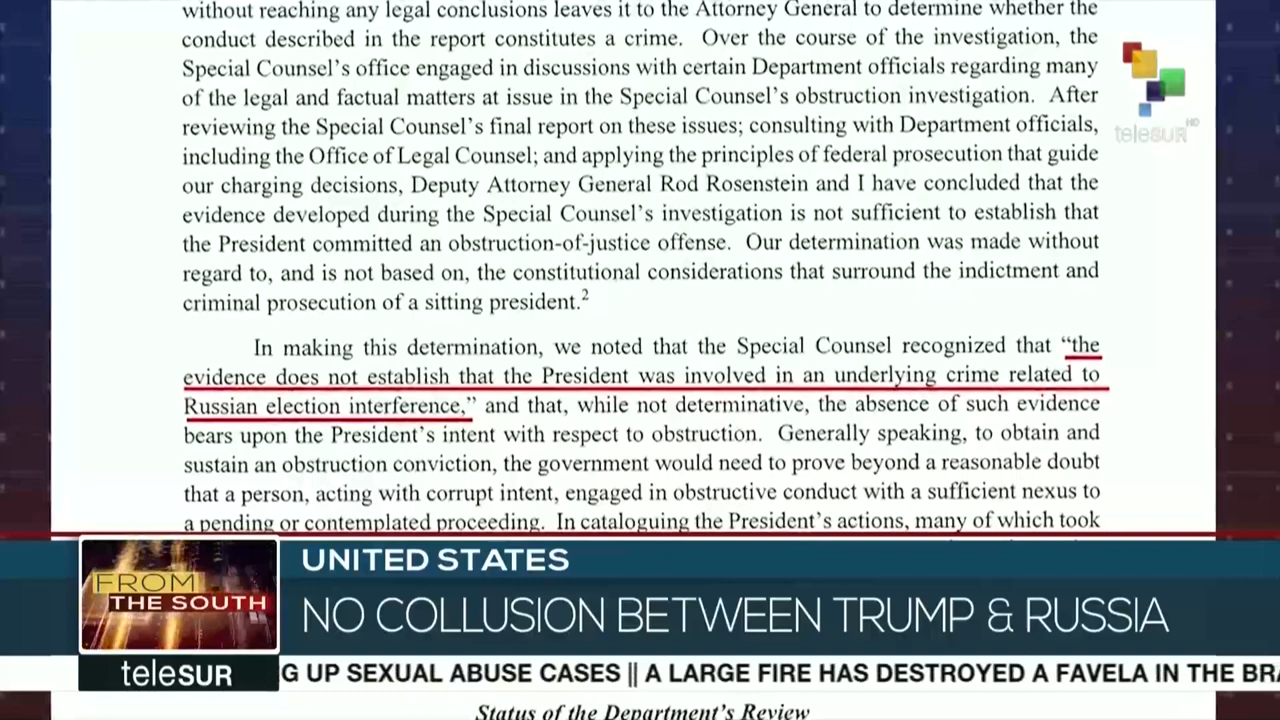 without reaching any legal conclusions leaves it to the Attorney General to determine whether the
conduct described in the report constitutes a crime. Over the course of the investigation, the
Special Counsel's office engaged in discussions with certain Department officials regarding many
of the legal and factual matters at issue in the Special Counsel's obstruction investigation. After
reviewing the Special Counsel's final report on these issues; consulting with Department officials,
including the Office of Legal Counsel; and applying the principles of federal prosecution that guide
our charging decisions, Deputy Attorney General Rod Rosenstein and I have concluded that the
evidence developed during the Special Counsel's investigation is not sufficient to establish that
the President committed an obstruction-of-justice offense. Our determination was made without
regard to, and is not based on, the constitutional considerations that surround the indictment and
criminal prosecution of a sitting president.2
In making this determination, we noted that the Special Counsel recognized that “the
evidence does not establish that the President was involved in an underlying crime related to
Russian election interference,” and that, while not determinative, the absence of such evidence
bears upon the President's intent with respect to obstruction. Generally speaking, to obtain and
sustain an obstruction conviction, the government would need to prove beyond a reasonable doubt
that a person, acting with corrupt intent, engaged in obstructive conduct with a sufficient nexus to
a pending or contemplated proceeding. In cataloguing the President's actions, many of which took
teleSUR HD
UNITED STATES
FROM
THE SOUTH
NO COLLUSION BETWEEN TRUMP & RUSSIA
teleSUR
G UP SEXUAL ABUSE CASES || A LARGE FIRE HAS DESTROYED A FAVELA IN THE BRA
Status of the Department's Review